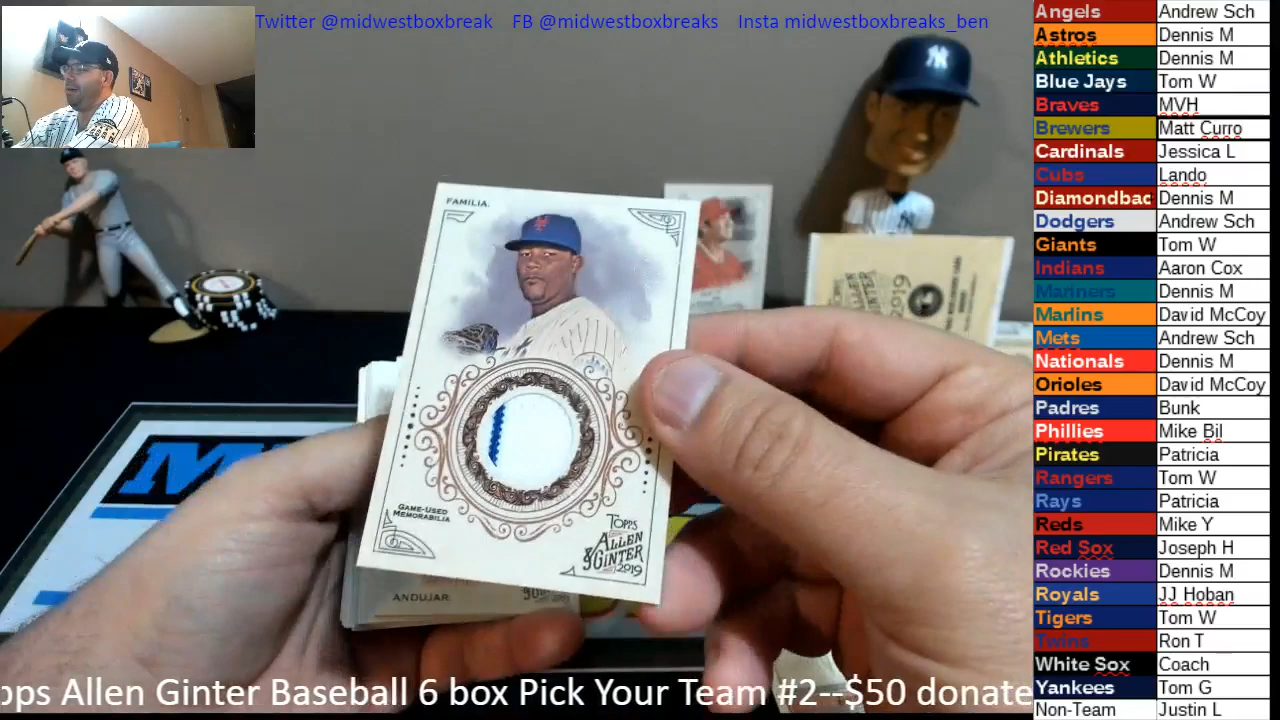 Twitter @midwestboxbreak FB @midwestboxbreaks Insta midwestboxbreaks_ben
FAMILIA.
GAME-USED
MEMORABILIA
TOPPS
ALLEN
& GINTER
2019
ANDUJAR
2019
pps Allen Ginter Baseball 6 box Pick Your Team #2--$50 donate
Angels Andrew Sch
Astros Dennis M
Athletics Dennis M
Blue Jays Tom W
Braves MVH
Brewers Matt Curro
Cardinals Jessica L
Cubs Lando
Diamondbac Dennis M
Dodgers Andrew Sch
Giants Tom W
Indians Aaron Cox
Mariners Dennis M
Marlins David McCoy
Mets Andrew Sch
Nationals Dennis M
Orioles David McCoy
Padres Bunk
Phillies Mike Bil
Pirates Patricia
Rangers Tom W
Rays Patricia
Reds Mike Y
Red Sox Joseph H
Rockies Dennis M
Royals JJ Hoban
Tigers Tom W
Twins Ron T
White Sox Coach
Yankees Tom G
Non-Team Justin L